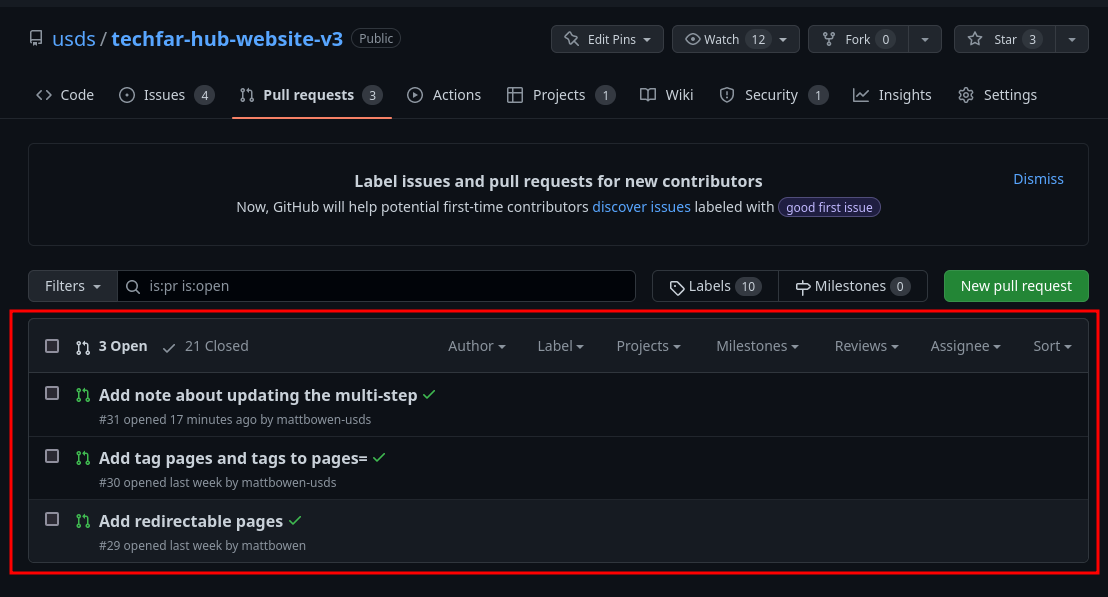 usds / techfar-hub-website-v3 Public Edit Pins Watch 12 Fork 0 Star 3
Code Issues 4 Pull requests 3 Actions Projects 1 Wiki Security 1 Insights Settings
Label issues and pull requests for new contributors
Dismiss
Now, GitHub will help potential first-time contributors discover issues labeled with good first issue
Filters is:pr is:open Labels 10 Milestones 0 New pull request
3 Open 21 Closed Author Label Projects Milestones Reviews Assignee Sort
Add note about updating the multi-step
#31 opened 17 minutes ago by mattbowen-usds
Add tag pages and tags to pages=
#30 opened last week by mattbowen-usds
Add redirectable pages
#29 opened last week by mattbowen